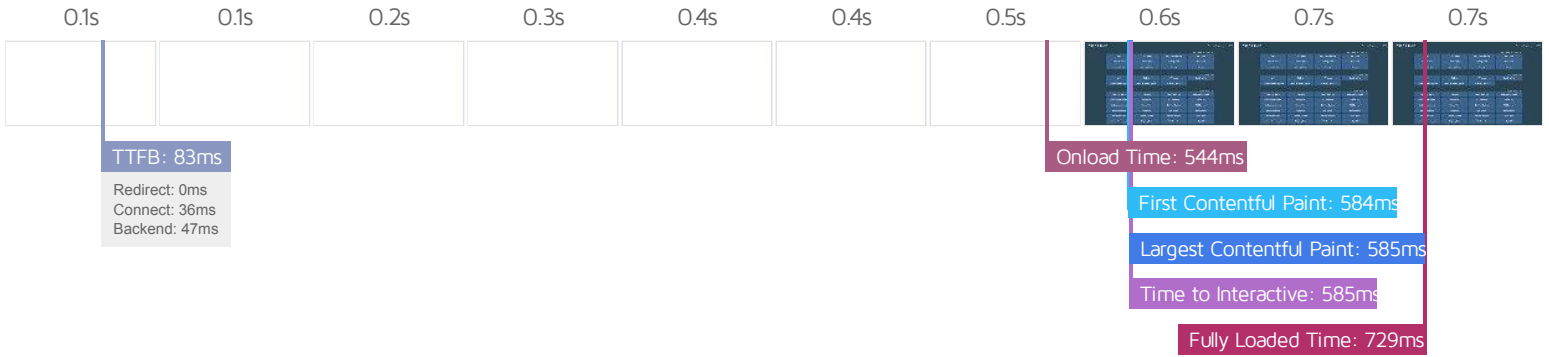 0.1s 0.1s 0.2s 0.3s 0.4s 0.4s 0.5s 0.6s 0.7s 0.7s
TTFB: 83ms
Redirect: 0ms
Connect: 36ms
Backend: 47ms
Onload Time: 544ms
First Contentful Paint: 584ms
Largest Contentful Paint: 585ms
Time to Interactive: 585ms
Fully Loaded Time: 729ms